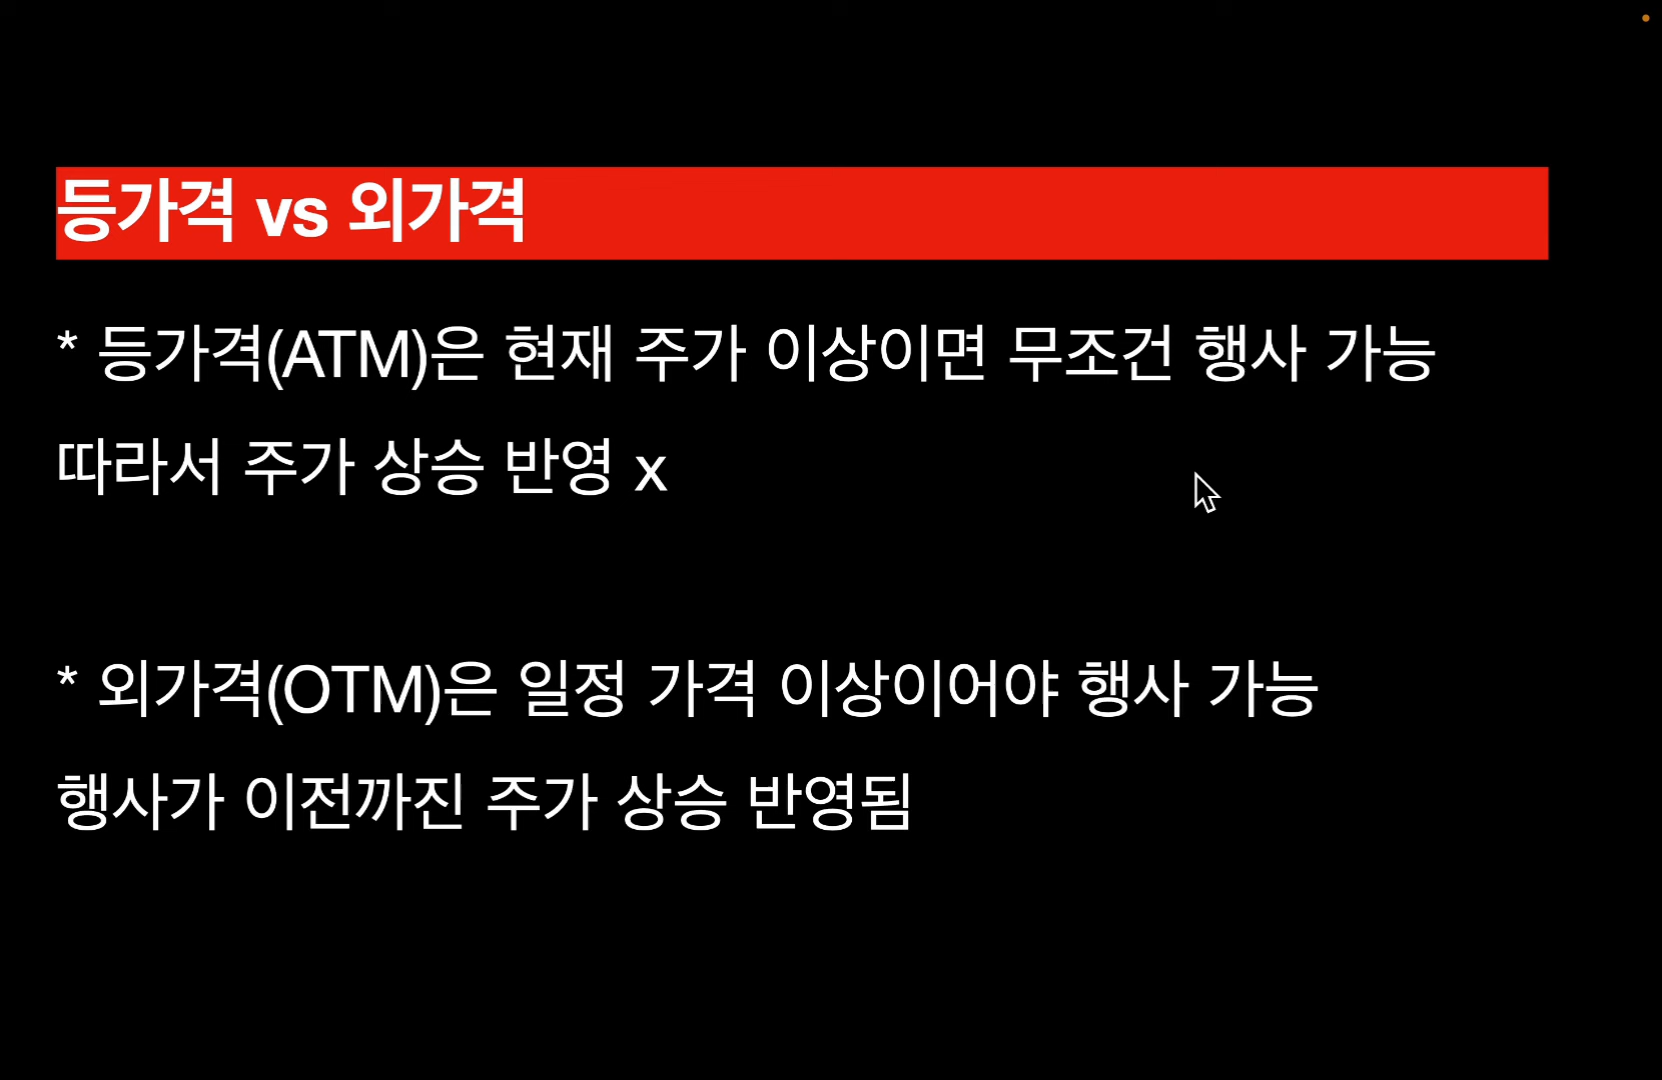 등가격 vs 외가격
* 등가격(ATM)은 현재 주가 이상이면 무조건 행사 가능
따라서 주가 상승 반영 x
* 외가격(OTM)은 일정 가격 이상이어야 행사 가능
행사가 이전까진 주가 상승 반영됨